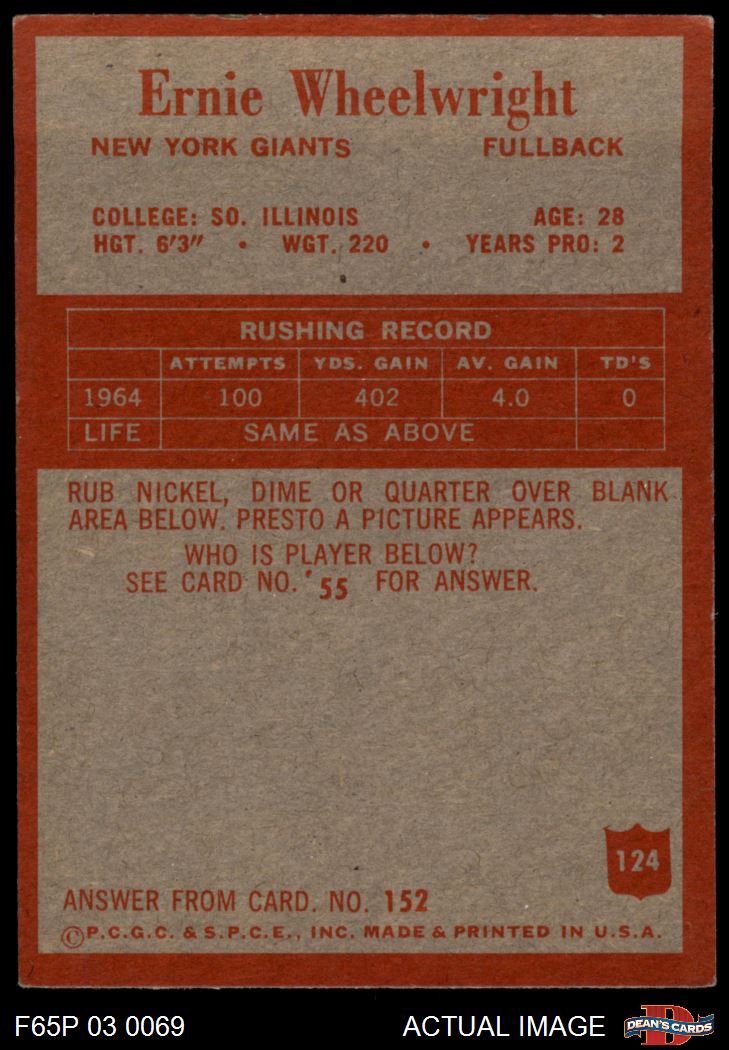 Ernie Wheelwright
NEW YORK GIANTS FULLBACK
COLLEGE: SO. ILLINOIS AGE: 28
HGT. 6'3" • WGT. 220 • YEARS PRO: 2
RUSHING RECORD
ATTEMPTS YDS. GAIN AV. GAIN TD'S
1964 100 402 4.0 0
LIFE SAME AS ABOVE
RUB NICKEL, DIME OR QUARTER OVER BLANK
AREA BELOW. PRESTO A PICTURE APPEARS.
WHO IS PLAYER BELOW?
SEE CARD NO. 55 FOR ANSWER.
124
ANSWER FROM CARD. NO. 152
©P.C.G.C. & S.P.C.E., INC. MADE & PRINTED IN U.S.A.
F65P 03 0069 ACTUAL IMAGE D DEAN'S CARDS